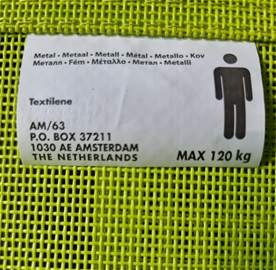 Metal • Metaal • Metall • Métal • Metallo • Kov
Металл • Fém • Μέταλλο • Метал • Metalli
Textilene
AM/63
P.O. BOX 37211
1030 AE AMSTERDAM
THE NETHERLANDS
MAX 120 kg